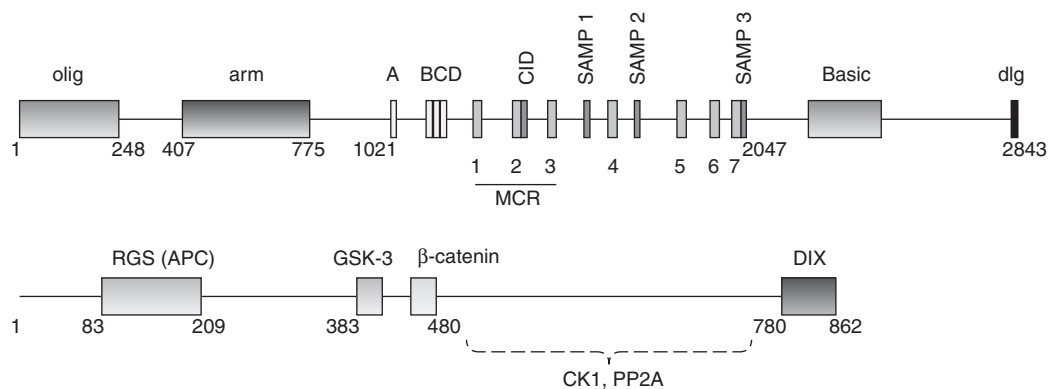 olig arm A BCD CID SAMP 1 SAMP 2 SAMP 3 Basic dlg
1 248 407 775 1021 2047 2843
1 2 3 4 5 6 7
MCR
RGS (APC) GSK-3 β-catenin DIX
1 83 209 383 480 780 862
CK1, PP2A